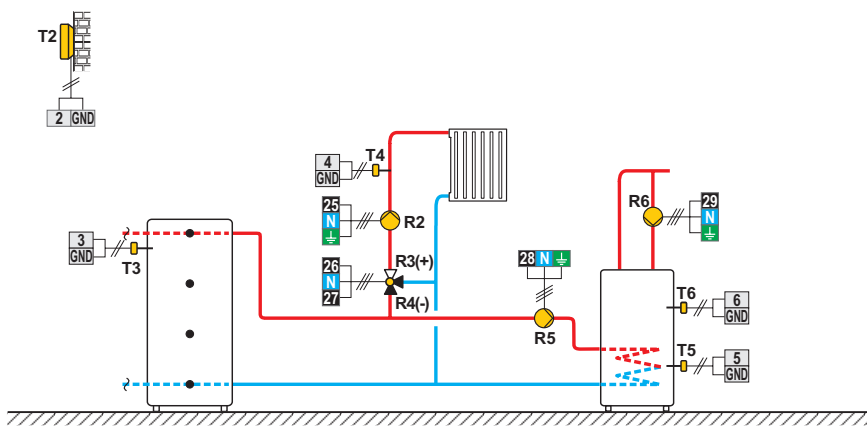 T2
2 GND
4
GND
T4
25
N
R2
R6
29
N
3
GND
T3
26
N
27
R3(+)
R4(-)
28 N
R5
T6
6
GND
T5
5
GND